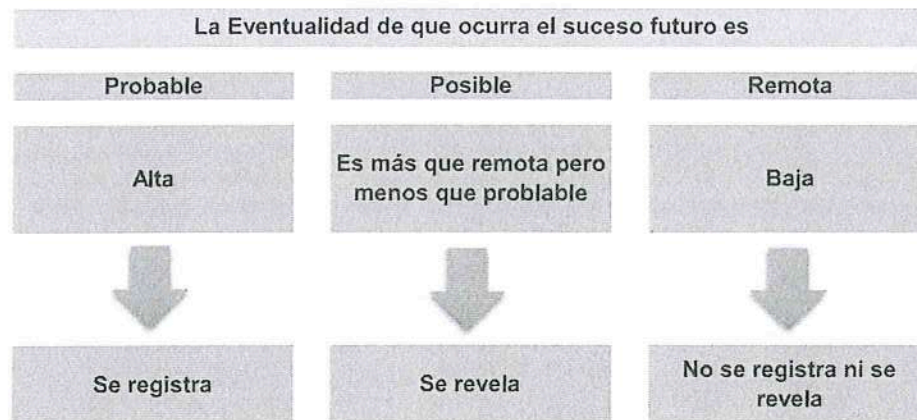 La Eventualidad de que ocurra el suceso futuro es
Probable
Posible
Remota
Alta
Es más que remota pero
menos que problable
Baja
Se registra
Se revela
No se registra ni se
revela